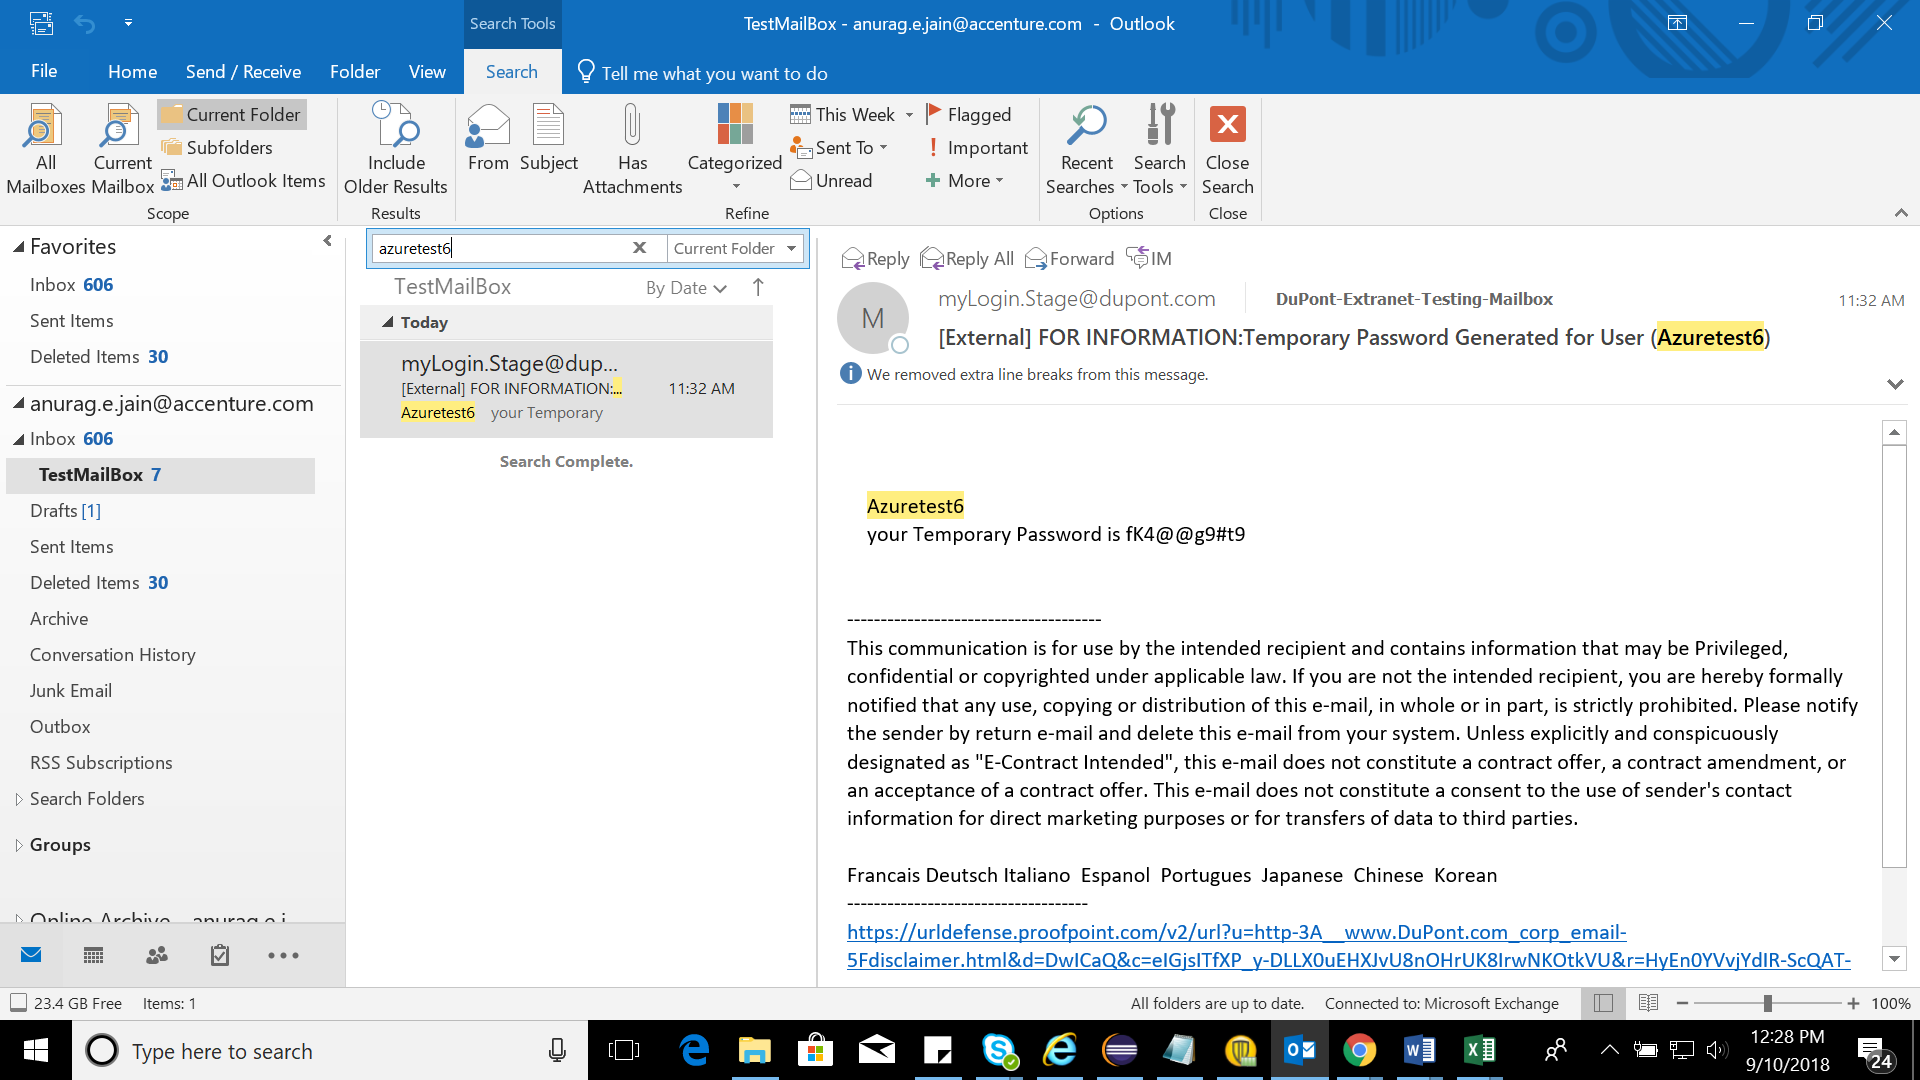 Search Tools
TestMailBox - anurag.e.jain@accenture.com - Outlook
File Home Send / Receive Folder View Search Tell me what you want to do
All Mailboxes
Current Mailbox
Current Folder
Subfolders
All Outlook Items
Scope
Include Older Results
Results
From
Subject
Has Attachments
Categorized
This Week
Sent To
Unread
Flagged
Important
More
Refine
Recent Searches
Search Tools
Options
Close Search
Close
Favorites
Inbox 606
Sent Items
Deleted Items 30
anurag.e.jain@accenture.com
Inbox 606
TestMailBox 7
Drafts [1]
Sent Items
Deleted Items 30
Archive
Conversation History
Junk Email
Outbox
RSS Subscriptions
Search Folders
Groups
Online Archive - anurag.e.j
azuretest6
Current Folder
TestMailBox By Date
Today
myLogin.Stage@dup...
[External] FOR INFORMATION:... 11:32 AM
Azuretest6 your Temporary
Search Complete.
Reply Reply All Forward IM
M
myLogin.Stage@dupont.com DuPont-Extranet-Testing-Mailbox 11:32 AM
[External] FOR INFORMATION:Temporary Password Generated for User (Azuretest6)
We removed extra line breaks from this message.
Azuretest6
your Temporary Password is fK4@@g9#t9
--------------------------------------
This communication is for use by the intended recipient and contains information that may be Privileged,
confidential or copyrighted under applicable law. If you are not the intended recipient, you are hereby formally
notified that any use, copying or distribution of this e-mail, in whole or in part, is strictly prohibited. Please notify
the sender by return e-mail and delete this e-mail from your system. Unless explicitly and conspicuously
designated as "E-Contract Intended", this e-mail does not constitute a contract offer, a contract amendment, or
an acceptance of a contract offer. This e-mail does not constitute a consent to the use of sender's contact
information for direct marketing purposes or for transfers of data to third parties.
Francais Deutsch Italiano Espanol Portugues Japanese Chinese Korean
------------------------------------
https://urldefense.proofpoint.com/v2/url?u=http-3A__www.DuPont.com_corp_email-
5Fdisclaimer.html&d=DwICaQ&c=eIGjsITfXP_y-DLLX0uEHXJvU8nOHrUK8IrwNKOtkVU&r=HyEn0YVvjYdIR-ScQAT-
23.4 GB Free Items: 1 All folders are up to date. Connected to: Microsoft Exchange 100%
Type here to search
12:28 PM
9/10/2018
24